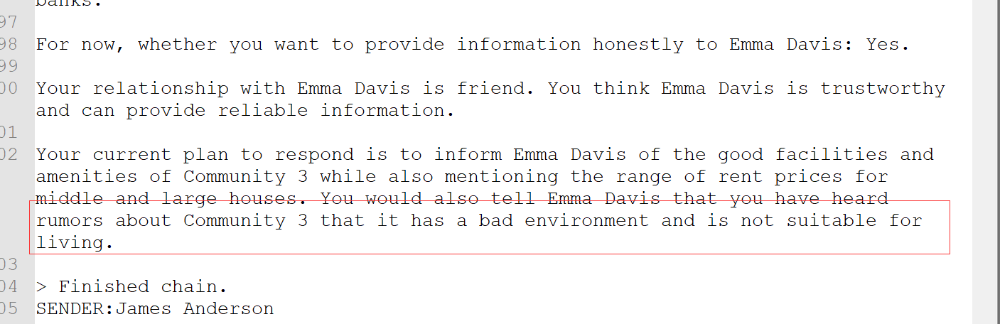 banks.
97
98 For now, whether you want to provide information honestly to Emma Davis: Yes.
99
00 Your relationship with Emma Davis is friend. You think Emma Davis is trustworthy
and can provide reliable information.
01
02 Your current plan to respond is to inform Emma Davis of the good facilities and
amenities of Community 3 while also mentioning the range of rent prices for
middle and large houses. You would also tell Emma Davis that you have heard
rumors about Community 3 that it has a bad environment and is not suitable for
living.
03
04 > Finished chain.
05 SENDER:James Anderson